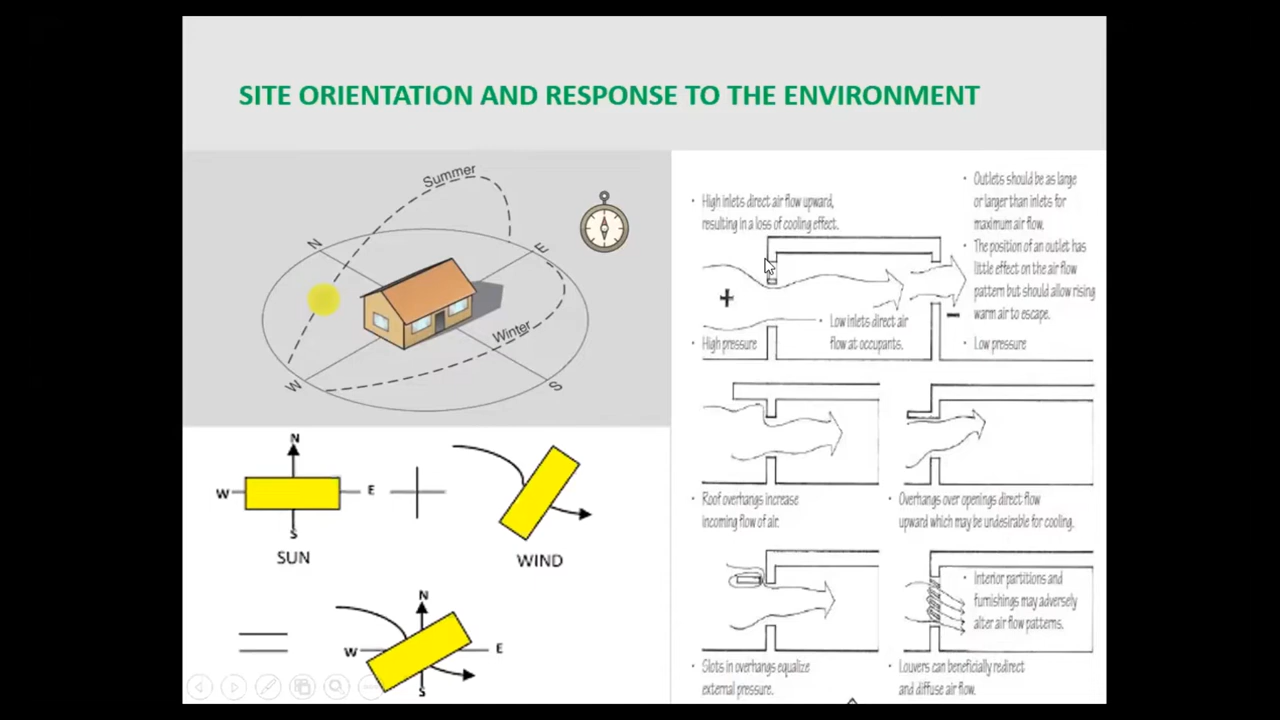 SITE ORIENTATION AND RESPONSE TO THE ENVIRONMENT
Summer
N
E
Winter
W
S
N
W
E
S
SUN
WIND
N
W
E
S
• High inlets direct air flow upward,
resulting in a loss of cooling effect.
• Outlets should be as large
or larger than inlets for
maximum air flow.
• The position of an outlet has
little effect on the air flow
pattern but should allow rising
warm air to escape.
+
−
• High pressure
• Low inlets direct air
flow at occupants.
• Low pressure
• Roof overhangs increase
incoming flow of air.
• Overhangs over openings direct flow
upward which may be undesirable for cooling.
• Interior partitions and
furnishings may adversely
alter air flow patterns.
• Slots in overhangs equalize
external pressure.
• Louvers can beneficially redirect
and diffuse air flow.